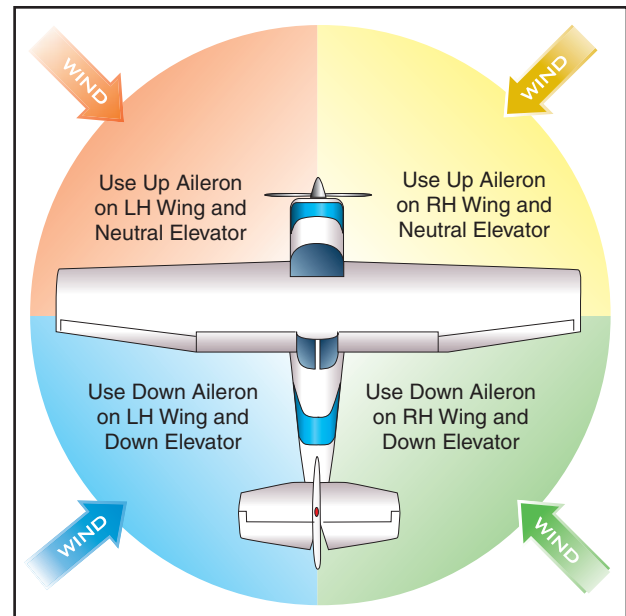 WIND
WIND
Use Up Aileron
on LH Wing and
Neutral Elevator
Use Up Aileron
on RH Wing and
Neutral Elevator
Use Down Aileron
on LH Wing and
Down Elevator
Use Down Aileron
on RH Wing and
Down Elevator
WIND
WIND